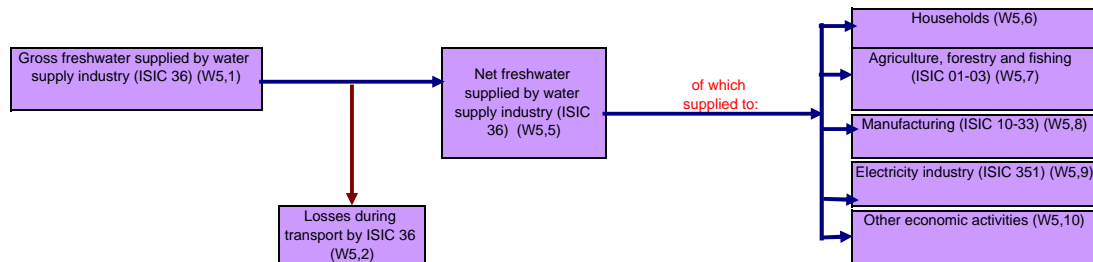 Gross freshwater supplied by water
supply industry (ISIC 36) (W5,1)
Net freshwater
supplied by water
supply industry (ISIC
36) (W5,5)
Losses during
transport by ISIC 36
(W5,2)
of which
supplied to:
Households (W5,6)
Agriculture, forestry and fishing
(ISIC 01-03) (W5,7)
Manufacturing (ISIC 10-33) (W5,8)
Electricity industry (ISIC 351) (W5,9)
Other economic activities (W5,10)